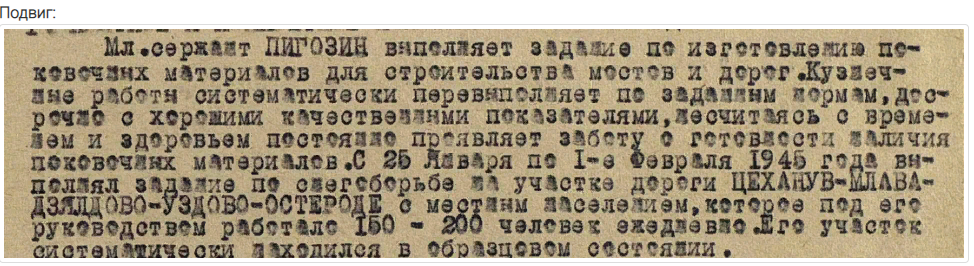 Подвиг:
Мл.сержант ПИГОЗИН выполняет задание по изготовлению по-
ковочных материалов для строительства мостов и дорог.Кузнеч-
ные работы систематически перевыполняет по заданным нормам,дос-
рочно с хорошими качественными показателями,несчитаясь с време-
нем и здоровьем постоянно проявляет заботу о готовности наличия
поковочных материалов.С 25 Января по I-е Февраля 1945 года вы-
полнял задание по снегоборьбе на участке дороги ЦЕХАНУВ-МЛАВА-
ДЗЯЛДОВО-УЗДОВО-ОСТЕРОДЕ с местным населением,которое под его
руководством работало 150 - 200 человек ежедневно.Его участок
систематически находился в образцовом состоянии.